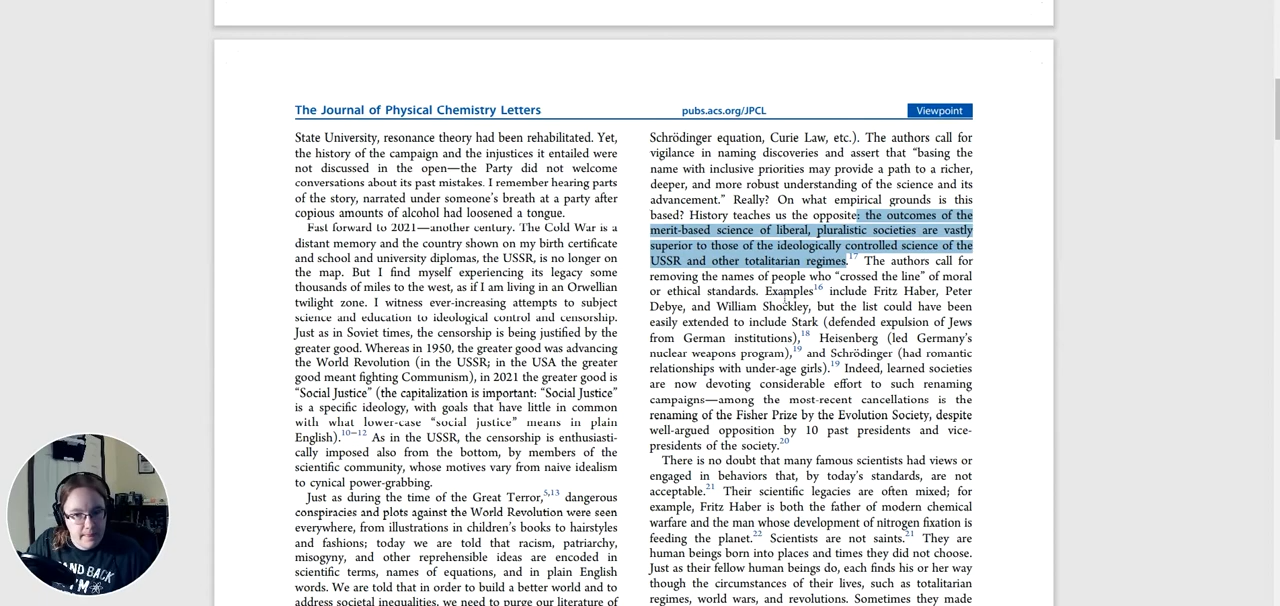 The Journal of Physical Chemistry Letters
pubs.acs.org/JPCL
Viewpoint
State University, resonance theory had been rehabilitated. Yet,
the history of the campaign and the injustices it entailed were
not discussed in the open—the Party did not welcome
conversations about its past mistakes. I remember hearing parts
of the story, narrated under someone's breath at a party after
copious amounts of alcohol had loosened a tongue.
Fast forward to 2021—another century. The Cold War is a
distant memory and the country shown on my birth certificate
and school and university diplomas, the USSR, is no longer on
the map. But I find myself experiencing its legacy some
thousands of miles to the west, as if I am living in an Orwellian
twilight zone. I witness ever-increasing attempts to subject
science and education to ideological control and censorship.
Just as in Soviet times, the censorship is being justified by the
greater good. Whereas in 1950, the greater good was advancing
the World Revolution (in the USSR; in the USA the greater
good meant fighting Communism), in 2021 the greater good is
“Social Justice” (the capitalization is important: “Social Justice”
is a specific ideology, with goals that have little in common
with what lower-case “social justice” means in plain
English).10−12 As in the USSR, the censorship is enthusiasti-
cally imposed also from the bottom, by members of the
scientific community, whose motives vary from naive idealism
to cynical power-grabbing.
Just as during the time of the Great Terror,5,13 dangerous
conspiracies and plots against the World Revolution were seen
everywhere, from illustrations in children's books to hairstyles
and fashions; today we are told that racism, patriarchy,
misogyny, and other reprehensible ideas are encoded in
scientific terms, names of equations, and in plain English
words. We are told that in order to build a better world and to
address societal inequalities, we need to purge our literature of
Schrödinger equation, Curie Law, etc.). The authors call for
vigilance in naming discoveries and assert that “basing the
name with inclusive priorities may provide a path to a richer,
deeper, and more robust understanding of the science and its
advancement.” Really? On what empirical grounds is this
based? History teaches us the opposite: the outcomes of the
merit-based science of liberal, pluralistic societies are vastly
superior to those of the ideologically controlled science of the
USSR and other totalitarian regimes.17 The authors call for
removing the names of people who “crossed the line” of moral
or ethical standards. Examples16 include Fritz Haber, Peter
Debye, and William Shockley, but the list could have been
easily extended to include Stark (defended expulsion of Jews
from German institutions),18 Heisenberg (led Germany's
nuclear weapons program),19 and Schrödinger (had romantic
relationships with under-age girls).19 Indeed, learned societies
are now devoting considerable effort to such renaming
campaigns—among the most-recent cancellations is the
renaming of the Fisher Prize by the Evolution Society, despite
well-argued opposition by 10 past presidents and vice-
presidents of the society.20
There is no doubt that many famous scientists had views or
engaged in behaviors that, by today's standards, are not
acceptable.21 Their scientific legacies are often mixed; for
example, Fritz Haber is both the father of modern chemical
warfare and the man whose development of nitrogen fixation is
feeding the planet.22 Scientists are not saints.21 They are
human beings born into places and times they did not choose.
Just as their fellow human beings do, each finds his or her way
though the circumstances of their lives, such as totalitarian
regimes, world wars, and revolutions. Sometimes they made
AND BACK
I'M